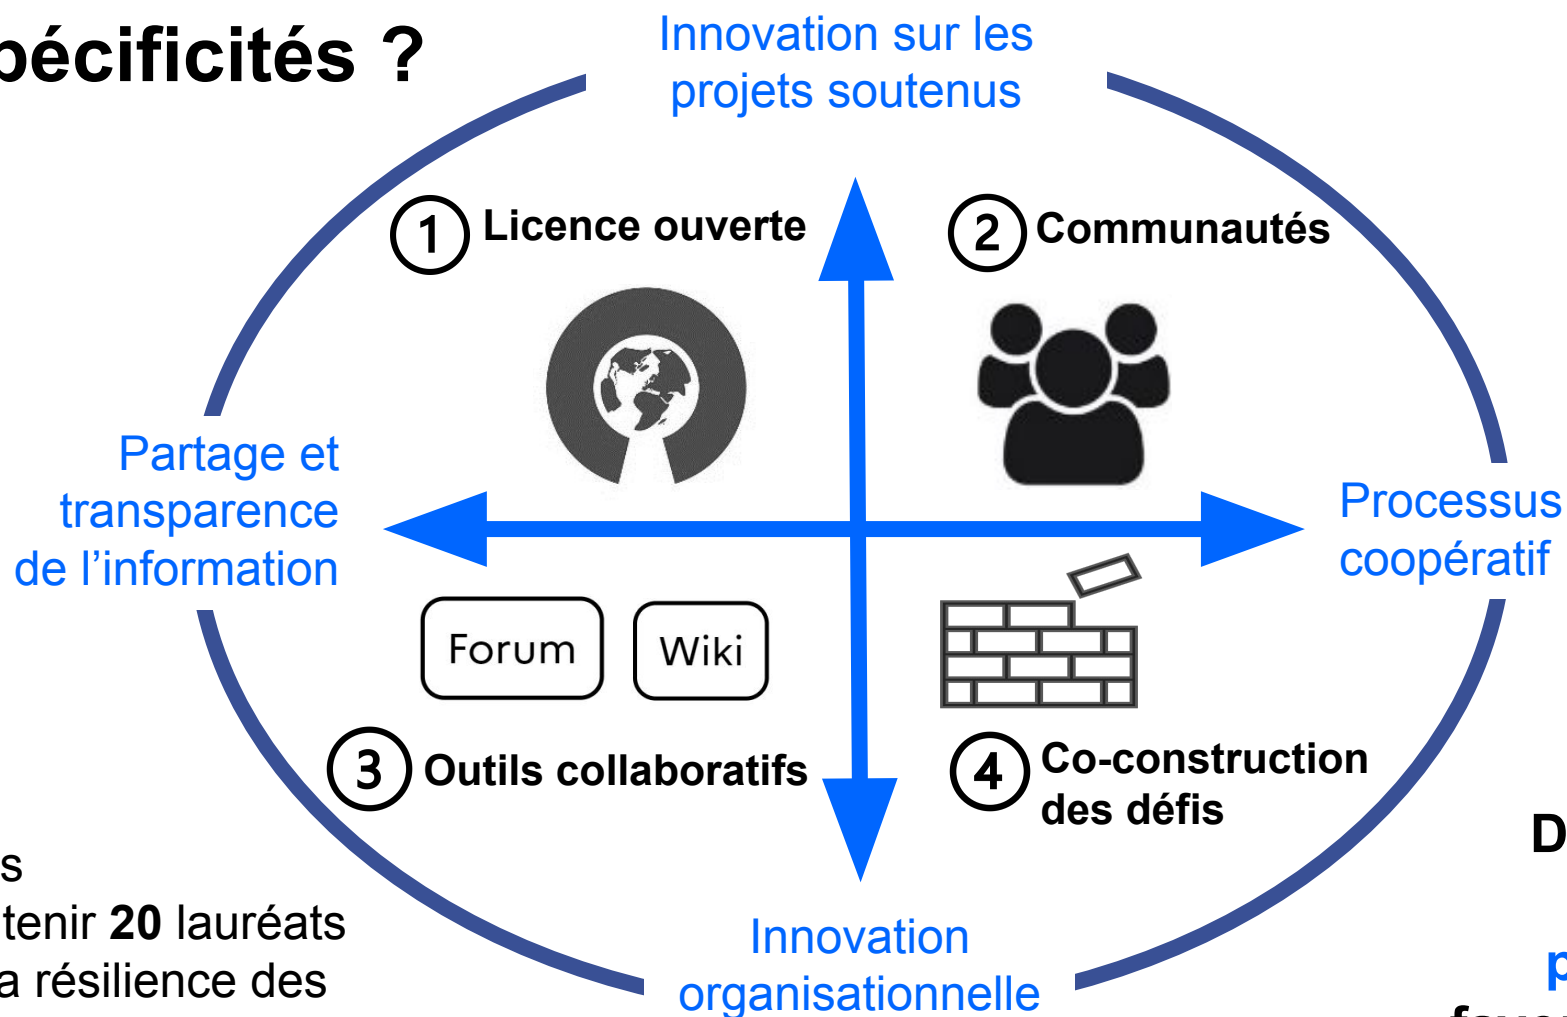 pécificités ?
Innovation sur les
projets soutenus
1 Licence ouverte
2 Communautés
Partage et
transparence
de l'information
Processus
coopératif
Forum
Wiki
3 Outils collaboratifs
4 Co-construction
des défis
s
tenir 20 lauréats
a résilience des
Innovation
organisationnelle
D
p